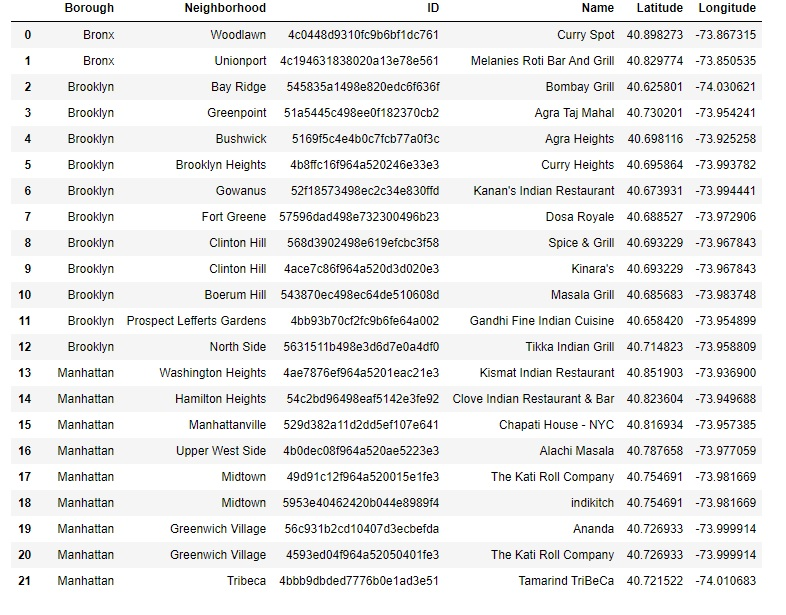 Borough Neighborhood ID Name Latitude Longitude
0 Bronx Woodlawn 4c0448d9310fc9b6bf1dc761 Curry Spot 40.898273 -73.867315
1 Bronx Unionport 4c194631838020a13e78e561 Melanies Roti Bar And Grill 40.829774 -73.850535
2 Brooklyn Bay Ridge 545835a1498e820edc6f636f Bombay Grill 40.625801 -74.030621
3 Brooklyn Greenpoint 51a5445c498ee0f182370cb2 Agra Taj Mahal 40.730201 -73.954241
4 Brooklyn Bushwick 5169f5c4e4b0c7fcb77a0f3c Agra Heights 40.698116 -73.925258
5 Brooklyn Brooklyn Heights 4b8ffc16f964a520246e33e3 Curry Heights 40.695864 -73.993782
6 Brooklyn Gowanus 52f18573498ec2c34e830ffd Kanan's Indian Restaurant 40.673931 -73.994441
7 Brooklyn Fort Greene 57596dad498e732300496b23 Dosa Royale 40.688527 -73.972906
8 Brooklyn Clinton Hill 568d3902498e619efcbc3f58 Spice & Grill 40.693229 -73.967843
9 Brooklyn Clinton Hill 4ace7c86f964a520d3d020e3 Kinara's 40.693229 -73.967843
10 Brooklyn Boerum Hill 543870ec498ec64de510608d Masala Grill 40.685683 -73.983748
11 Brooklyn Prospect Lefferts Gardens 4bb93b70cf2fc9b6fe64a002 Gandhi Fine Indian Cuisine 40.658420 -73.954899
12 Brooklyn North Side 5631511b498e3d6d7e0a4df0 Tikka Indian Grill 40.714823 -73.958809
13 Manhattan Washington Heights 4ae7876ef964a5201eac21e3 Kismat Indian Restaurant 40.851903 -73.936900
14 Manhattan Hamilton Heights 54c2bd96498eaf5142e3fe92 Clove Indian Restaurant & Bar 40.823604 -73.949688
15 Manhattan Manhattanville 529d382a11d2dd5ef107e641 Chapati House - NYC 40.816934 -73.957385
16 Manhattan Upper West Side 4b0dec08f964a520ae5223e3 Alachi Masala 40.787658 -73.977059
17 Manhattan Midtown 49d91c12f964a520015e1fe3 The Kati Roll Company 40.754691 -73.981669
18 Manhattan Midtown 5953e40462420b044e8989f4 indikitch 40.754691 -73.981669
19 Manhattan Greenwich Village 56c931b2cd10407d3ecbefda Ananda 40.726933 -73.999914
20 Manhattan Greenwich Village 4593ed04f964a52050401fe3 The Kati Roll Company 40.726933 -73.999914
21 Manhattan Tribeca 4bbb9dbded7776b0e1ad3e51 Tamarind TriBeCa 40.721522 -74.010683